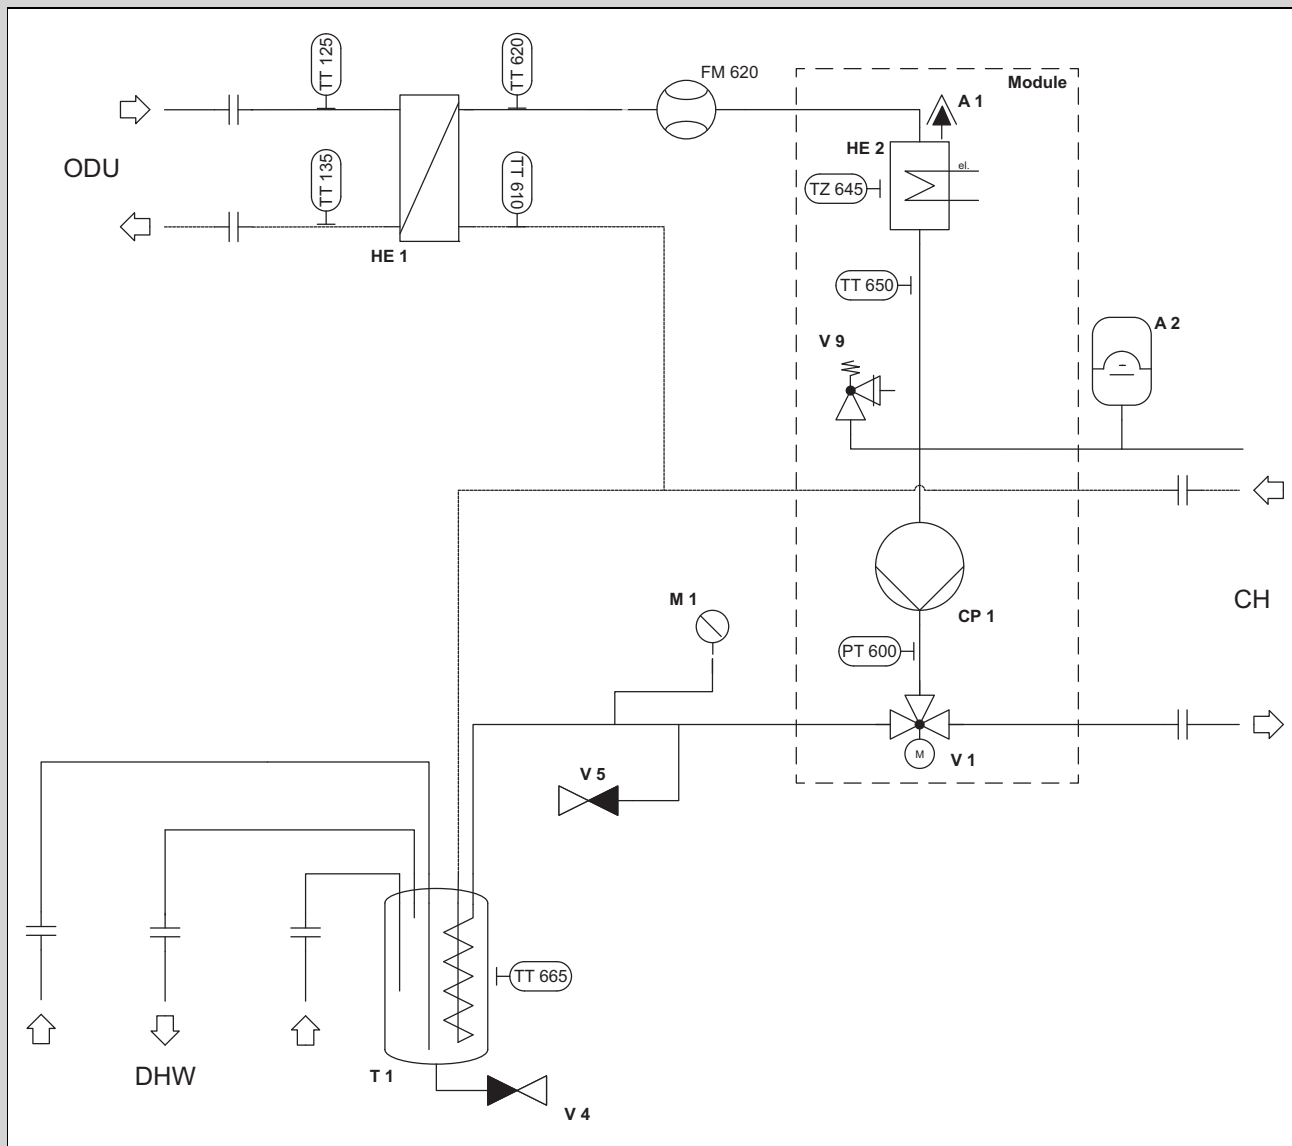 TT 125
TT 620
FM 620
Module
A 1
HE 2
el.
ODU
TT 135
TT 610
TZ 645
HE 1
TT 650
A 2
V 9
CH
M 1
CP 1
PT 600
M
V 1
V 5
TT 665
DHW
T 1
V 4